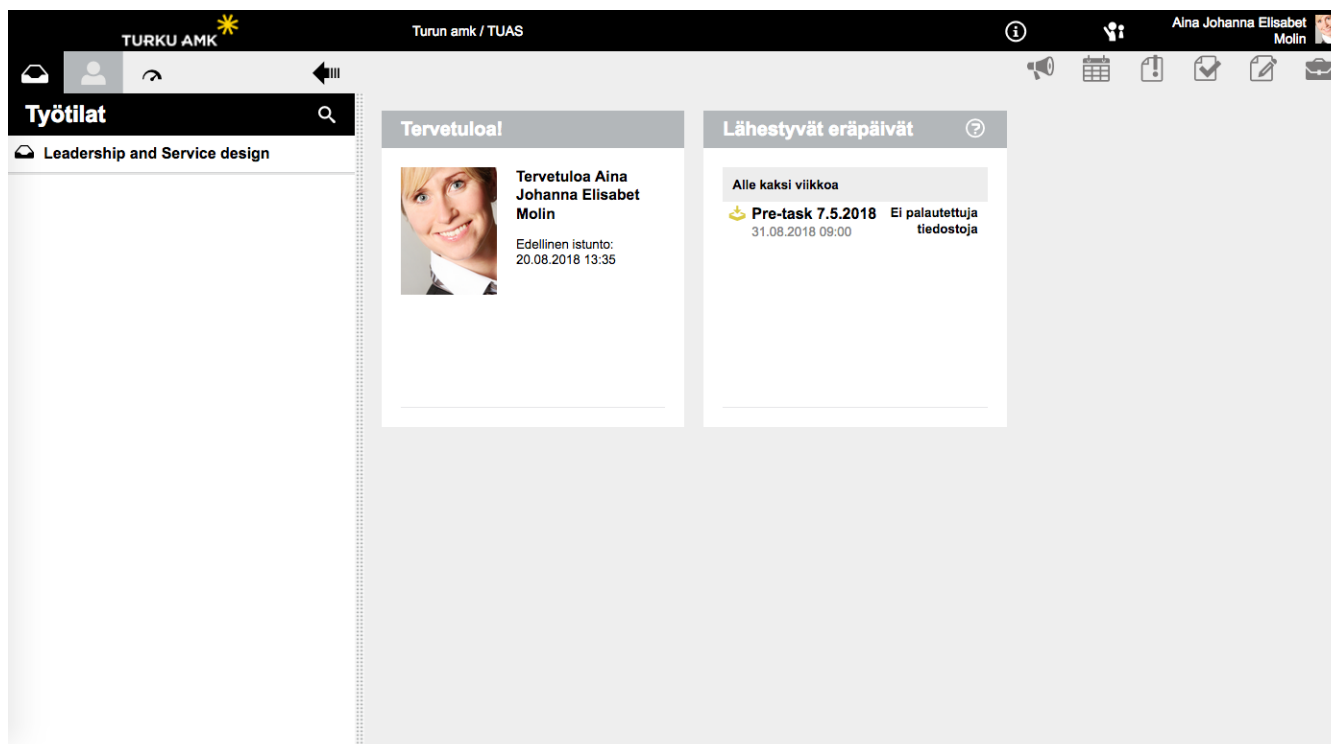 TURKU AMK
Turun amk / TUAS
Aina Johanna Elisabet
Molin
Työtilat
Leadership and Service design
Tervetuloa!
Tervetuloa Aina
Johanna Elisabet
Molin
Edellinen istunto:
20.08.2018 13:35
Lähestyvät eräpäivät
Alle kaksi viikkoa
Pre-task 7.5.2018 Ei palautettuja
31.08.2018 09:00 tiedostoja